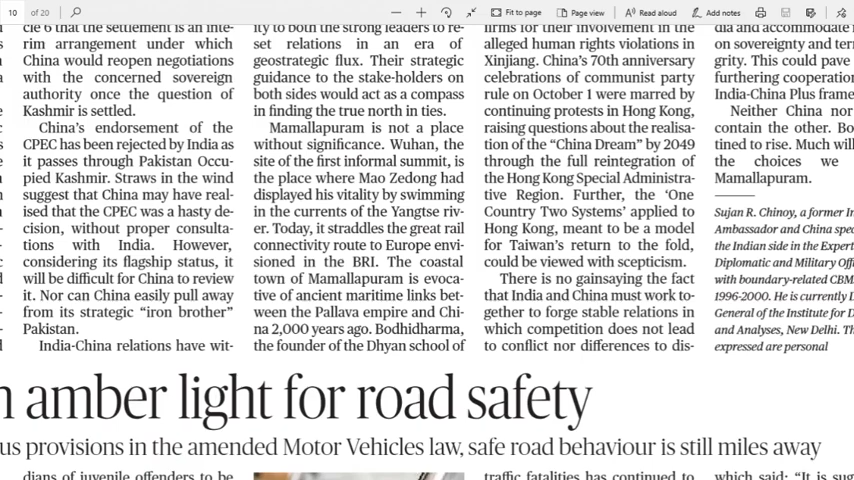 10 of 20
Fit to page
Page view
Read aloud
Add notes
cle 6 that the settlement is an inte-
rim arrangement under which
China would reopen negotiations
with the concerned sovereign
authority once the question of
Kashmir is settled.
China's endorsement of the
CPEC has been rejected by India as
it passes through Pakistan Occu-
pied Kashmir. Straws in the wind
suggest that China may have real-
ised that the CPEC was a hasty de-
cision, without proper consulta-
tions with India. However,
considering its flagship status, it
will be difficult for China to review
it. Nor can China easily pull away
from its strategic “iron brother”
Pakistan.
India-China relations have wit-
ity to both the strong leaders to re-
set relations in an era of
geostrategic flux. Their strategic
guidance to the stake-holders on
both sides would act as a compass
in finding the true north in ties.
Mamallapuram is not a place
without significance. Wuhan, the
site of the first informal summit, is
the place where Mao Zedong had
displayed his vitality by swimming
in the currents of the Yangtse riv-
er. Today, it straddles the great rail
connectivity route to Europe envi-
sioned in the BRI. The coastal
town of Mamallapuram is evoca-
tive of ancient maritime links bet-
ween the Pallava empire and Chi-
na 2,000 years ago. Bodhidharma,
the founder of the Dhyan school of
firms for their involvement in the
alleged human rights violations in
Xinjiang. China's 70th anniversary
celebrations of communist party
rule on October 1 were marred by
continuing protests in Hong Kong,
raising questions about the realisa-
tion of the “China Dream” by 2049
through the full reintegration of
the Hong Kong Special Administra-
tive Region. Further, the ‘One
Country Two Systems’ applied to
Hong Kong, meant to be a model
for Taiwan's return to the fold,
could be viewed with scepticism.
There is no gainsaying the fact
that India and China must work to-
gether to forge stable relations in
which competition does not lead
to conflict nor differences to dis-
dia and accommodate i
on sovereignty and terr
grity. This could pave
furthering cooperation
India-China Plus frame
Neither China nor
contain the other. Bo
tined to rise. Much will
the choices we
Mamallapuram.
Sujan R. Chinoy, a former In
Ambassador and China spec
the Indian side in the Expert
Diplomatic and Military Offi
with boundary-related CBM
1996-2000. He is currently D
General of the Institute for D
and Analyses, New Delhi. Th
expressed are personal
n amber light for road safety
us provisions in the amended Motor Vehicles law, safe road behaviour is still miles away
dians of juvenile offenders to be
traffic fatalities has continued to
which said: “It is sug